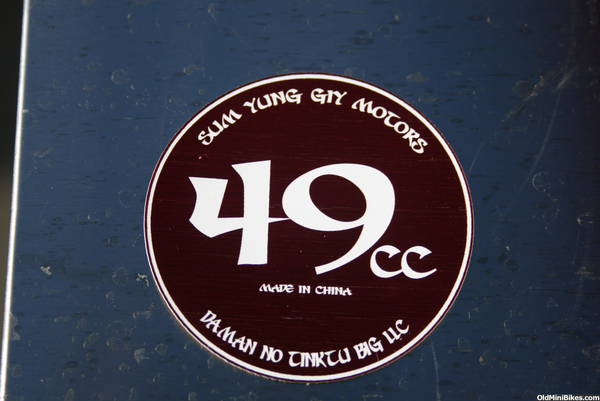 SUM YUNG GIY MOTORS
49cc
MADE IN CHINA
DAMAN NO TINKTU BIG LLC
OldMiniBikes.com